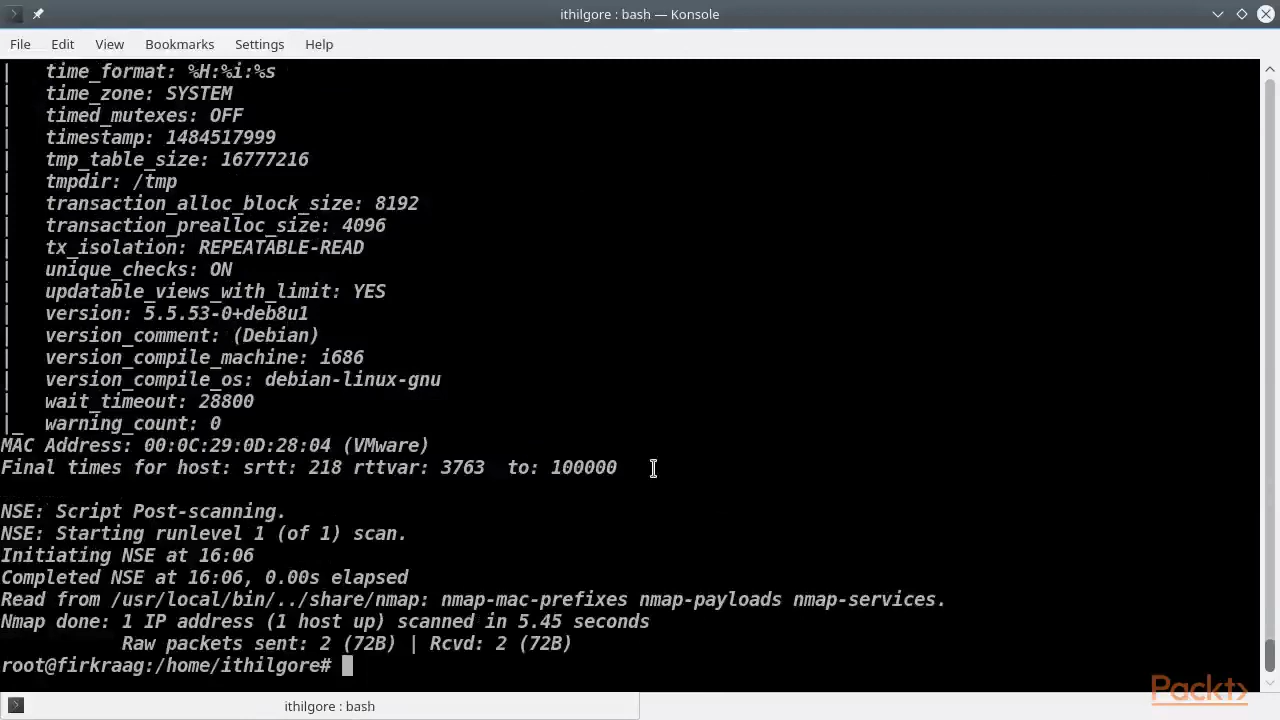 ithilgore : bash — Konsole
File Edit View Bookmarks Settings Help
| time_format: %H:%i:%s
| time_zone: SYSTEM
| timed_mutexes: OFF
| timestamp: 1484517999
| tmp_table_size: 16777216
| tmpdir: /tmp
| transaction_alloc_block_size: 8192
| transaction_prealloc_size: 4096
| tx_isolation: REPEATABLE-READ
| unique_checks: ON
| updatable_views_with_limit: YES
| version: 5.5.53-0+deb8u1
| version_comment: (Debian)
| version_compile_machine: i686
| version_compile_os: debian-linux-gnu
| wait_timeout: 28800
|_ warning_count: 0
MAC Address: 00:0C:29:0D:28:04 (VMware)
Final times for host: srtt: 218 rttvar: 3763  to: 100000
NSE: Script Post-scanning.
NSE: Starting runlevel 1 (of 1) scan.
Initiating NSE at 16:06
Completed NSE at 16:06, 0.00s elapsed
Read from /usr/local/bin/../share/nmap: nmap-mac-prefixes nmap-payloads nmap-services.
Nmap done: 1 IP address (1 host up) scanned in 5.45 seconds
Raw packets sent: 2 (72B) | Rcvd: 2 (72B)
root@firkraag:/home/ithilgore#
Packt>
ithilgore : bash